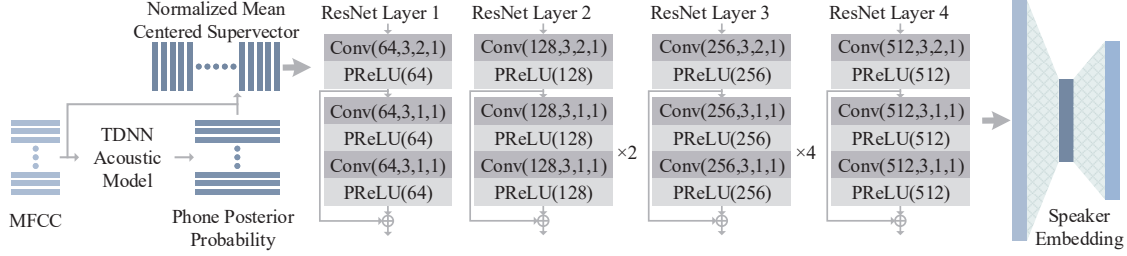 Normalized Mean
Centered Supervector
MFCC
TDNN
Acoustic
Model
Phone Posterior
Probability
ResNet Layer 1
Conv(64,3,2,1)
PReLU(64)
Conv(64,3,1,1)
PReLU(64)
Conv(64,3,1,1)
PReLU(64)
ResNet Layer 2
Conv(128,3,2,1)
PReLU(128)
Conv(128,3,1,1)
PReLU(128)
Conv(128,3,1,1)
PReLU(128)
×2
ResNet Layer 3
Conv(256,3,2,1)
PReLU(256)
Conv(256,3,1,1)
PReLU(256)
Conv(256,3,1,1)
PReLU(256)
×4
ResNet Layer 4
Conv(512,3,2,1)
PReLU(512)
Conv(512,3,1,1)
PReLU(512)
Conv(512,3,1,1)
PReLU(512)
Speaker
Embedding